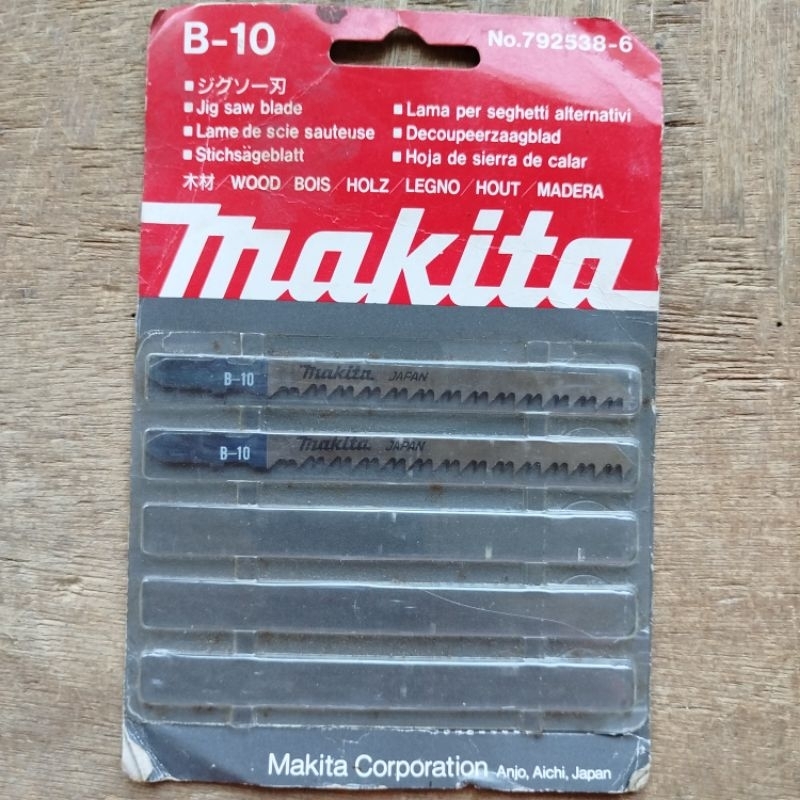 B-10
No.792538-6
■ジグソー刃
■Jig saw blade
■Lama per seghetti alternativi
■Lame de scie sauteuse
■Decoupeerzaagblad
■Stichsägeblatt
■Hoja de sierra de calar
木材/WOOD/BOIS/HOLZ/LEGNO/HOUT/MADERA
makita
B-10 makita JAPAN
B-10 makita JAPAN
Makita Corporation Anjo, Aichi, Japan